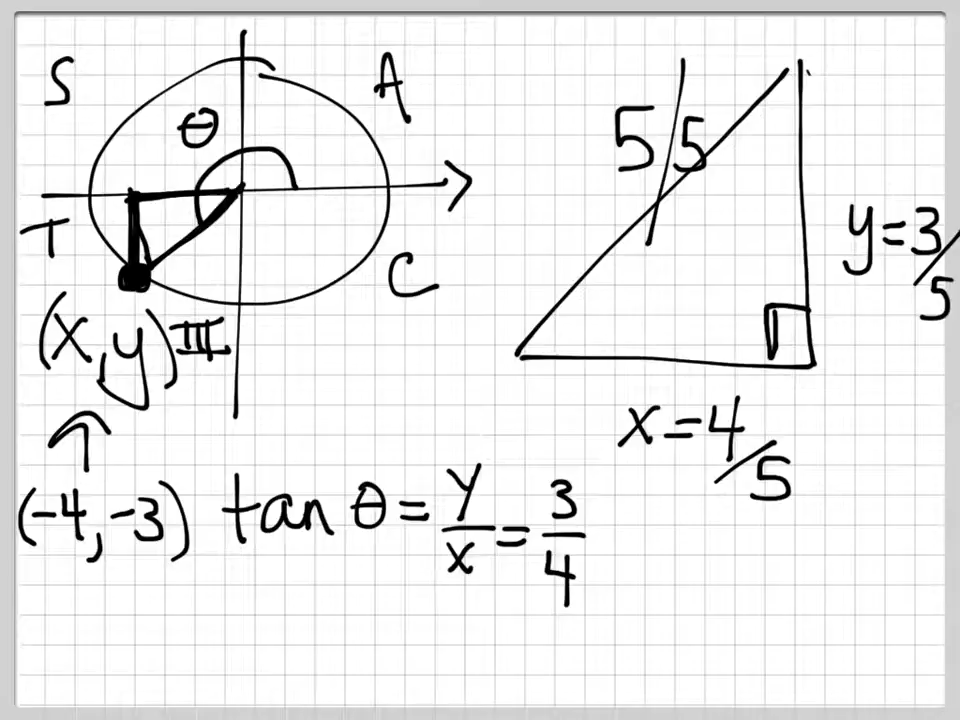 S
A
θ
T
C
(x,y) III
(-4,-3)
tan θ = y/x = 3/4
5/5
y=3/5
x=4/5